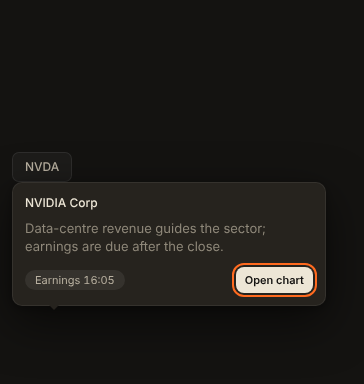 NVDA
NVIDIA Corp
Data-centre revenue guides the sector;
earnings are due after the close.
Earnings 16:05
Open chart